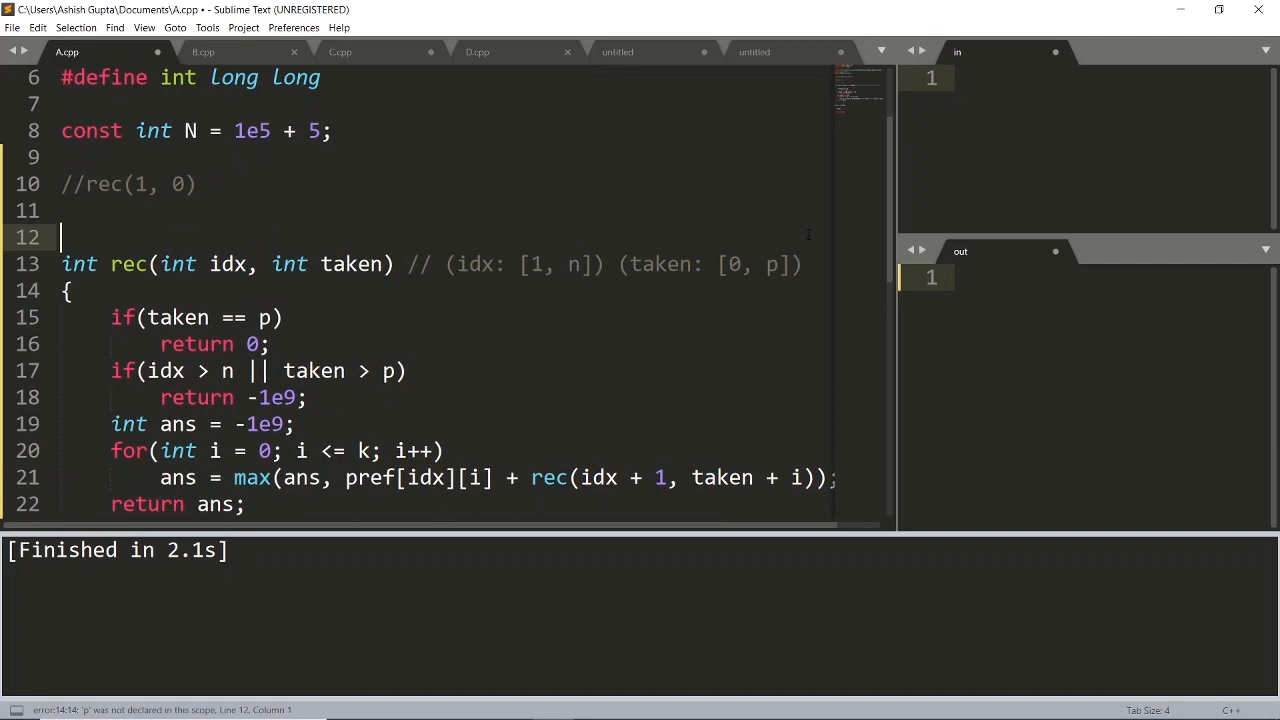 C:\Users\Ashish Gupta\Documents\A.cpp • - Sublime Text (UNREGISTERED)
File Edit Selection Find View Goto Tools Project Preferences Help
A.cpp B.cpp C.cpp D.cpp untitled untitled in
6 #define int long long
7
8 const int N = 1e5 + 5;
9
10 //rec(1, 0)
11
12
13 int rec(int idx, int taken) // (idx: [1, n]) (taken: [0, p])
14 {
15 if(taken == p)
16 return 0;
17 if(idx > n || taken > p)
18 return -1e9;
19 int ans = -1e9;
20 for(int i = 0; i <= k; i++)
21 ans = max(ans, pref[idx][i] + rec(idx + 1, taken + i));
22 return ans;
1
out
1
[Finished in 2.1s]
error:14:14: 'p' was not declared in this scope, Line 12, Column 1
Tab Size: 4 C++